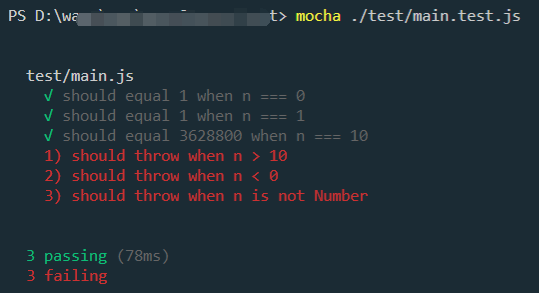 PS D:\wa t> mocha ./test/main.test.js
test/main.js
√ should equal 1 when n === 0
√ should equal 1 when n === 1
√ should equal 3628800 when n === 10
1) should throw when n > 10
2) should throw when n < 0
3) should throw when n is not Number
3 passing (78ms)
3 failing